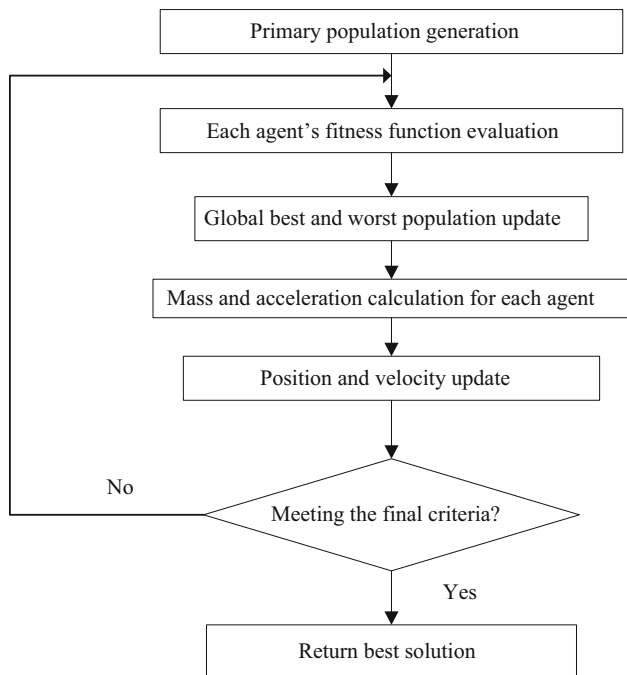 Primary population generation
Each agent’s fitness function evaluation
Global best and worst population update
Mass and acceleration calculation for each agent
Position and velocity update
No
Meeting the final criteria?
Yes
Return best solution